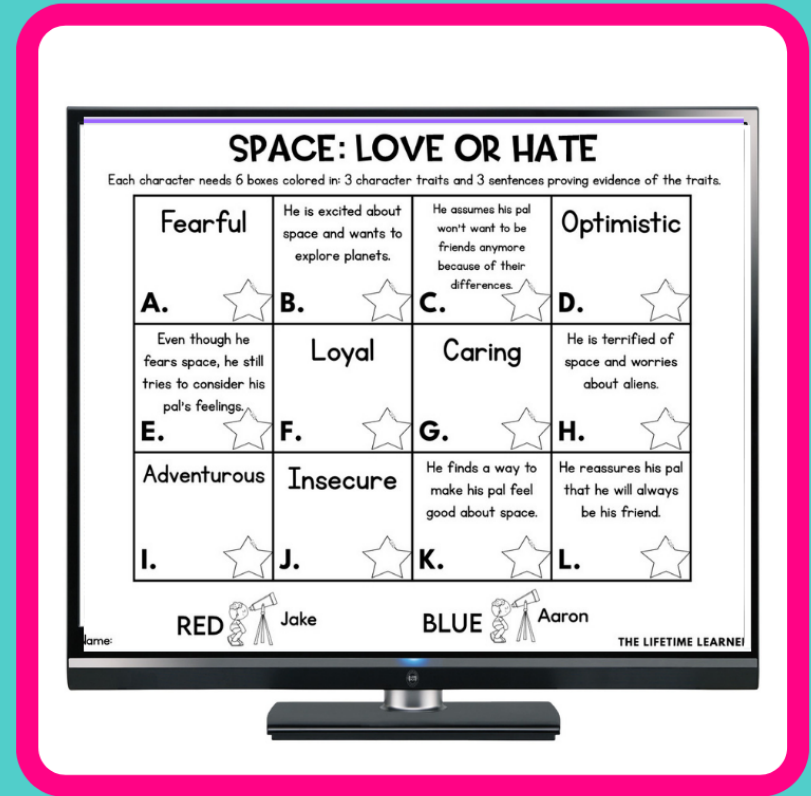 SPACE: LOVE OR HATE
Each character needs 6 boxes colored in: 3 character traits and 3 sentences proving evidence of the traits.
Fearful
A.
He is excited about
space and wants to
explore planets.
B.
He assumes his pal
won't want to be
friends anymore
because of their
differences.
C.
Optimistic
D.
Even though he
fears space, he still
tries to consider his
pal's feelings.
E.
Loyal
F.
Caring
G.
He is terrified of
space and worries
about aliens.
H.
Adventurous
I.
Insecure
J.
He finds a way to
make his pal feel
good about space.
K.
He reassures his pal
that he will always
be his friend.
L.
RED Jake
BLUE Aaron
ame:
THE LIFETIME LEARNE
hp